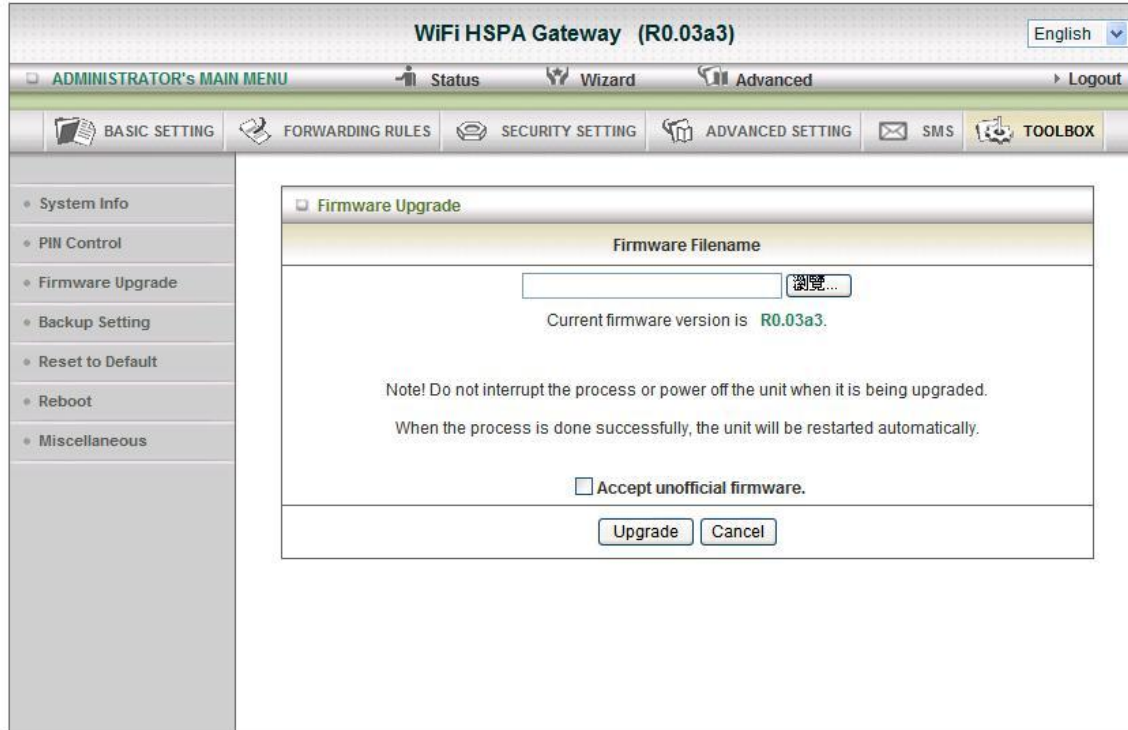 WiFi HSPA Gateway (R0.03a3)
English
ADMINISTRATOR's MAIN MENU
Status
Wizard
Advanced
Logout
BASIC SETTING
FORWARDING RULES
SECURITY SETTING
ADVANCED SETTING
SMS
TOOLBOX
System Info
PIN Control
Firmware Upgrade
Backup Setting
Reset to Default
Reboot
Miscellaneous
Firmware Upgrade
Firmware Filename
瀏覽...
Current firmware version is R0.03a3.
Note! Do not interrupt the process or power off the unit when it is being upgraded.
When the process is done successfully, the unit will be restarted automatically.
Accept unofficial firmware.
Upgrade
Cancel